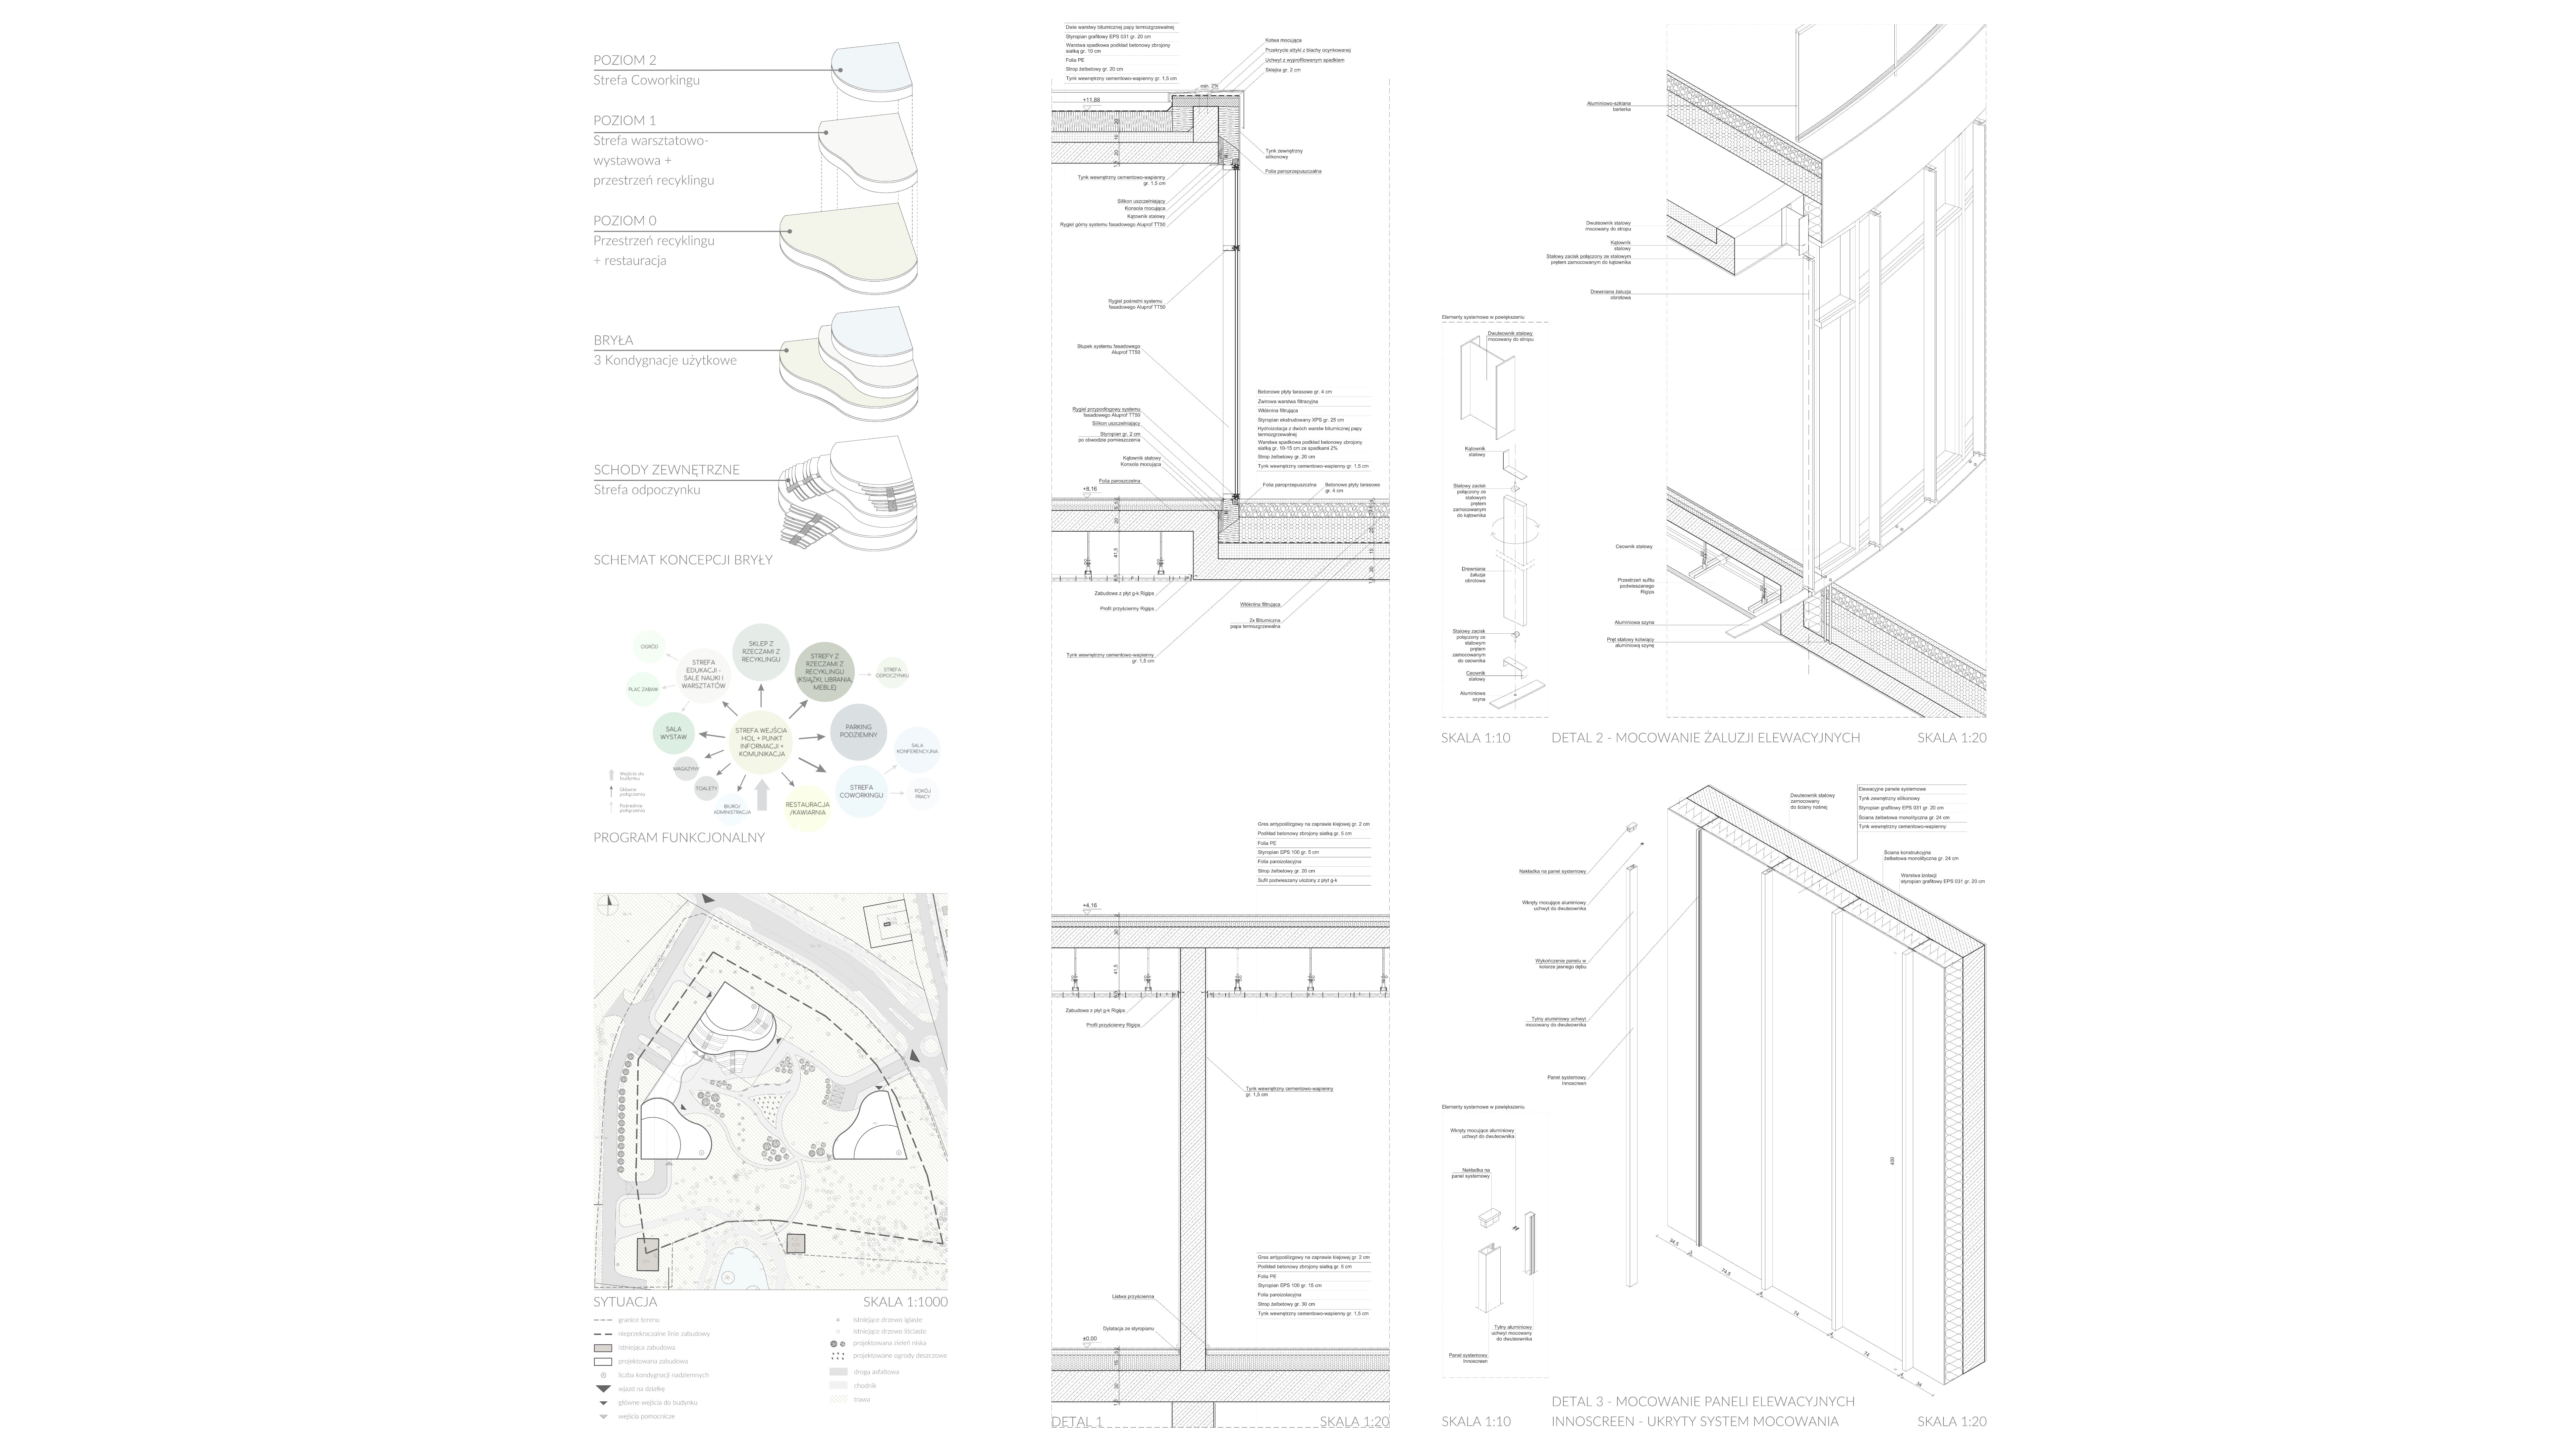 POZIOM 2
Strefa Coworkingu
POZIOM 1
Strefa warsztatowo-
wystawowa +
przestrzeń recyklingu
POZIOM 0
Przestrzeń recyklingu
+ restauracja
BRYŁA
3 Kondygnacje użytkowe
SCHODY ZEWNĘTRZNE
Strefa odpoczynku
SCHEMAT KONCEPCJI BRYŁY
OGRÓD
PLAC ZABAW
STREFA
EDUKACJI -
SALE NAUKI I
WARSZTATÓW
SKLEP Z
RZECZAMI Z
RECYKLINGU
STREFY Z
RZECZAMI Z
RECYKLINGU
(KSIĄŻKI, UBRANIA,
MEBLE)
STREFA
ODPOCZYNKU
SALA
WYSTAW
STREFA WEJŚCIA
HOL + PUNKT
INFORMACJI +
KOMUNIKACJA
PARKING
PODZIEMNY
SALA
KONFERENCYJNA
MAGAZYNY
TOALETY
BIURO/
ADMINISTRACJA
RESTAURACJA
/KAWIARNIA
STREFA
COWORKINGU
POKÓJ
PRACY
Wejście do
budynku
Główne
połączenia
Pośrednie
połączenia
PROGRAM FUNKCJONALNY
SYTUACJA
SKALA 1:1000
granice terenu
nieprzekraczalne linie zabudowy
istniejąca zabudowa
projektowana zabudowa
liczba kondygnacji nadziemnych
wjazd na działkę
główne wejścia do budynku
wejścia pomocnicze
istniejące drzewo iglaste
istniejące drzewo liściaste
projektowana zieleń niska
projektowane ogrody deszczowe
droga asfaltowa
chodnik
trawa
Dwie warstwy bitumicznej papy termozgrzewalnej
Styropian grafitowy EPS 031 gr. 20 cm
Warstwa spadkowa podkład betonowy zbrojony
siatką gr. 10 cm
Folia PE
Strop żelbetowy gr. 20 cm
Tynk wewnętrzny cementowo-wapienny gr. 1,5 cm
Kotwa mocująca
Przekrycie attyki z blachy ocynkowanej
Uchwyt z wyprofilowanym spadkiem
Sklejka gr. 2 cm
min. 2%
+11,88
Tynk zewnętrzny
silikonowy
Folia paroprzepuszczalna
Tynk wewnętrzny cementowo-wapienny
gr. 1,5 cm
Silikon uszczelniający
Konsola mocująca
Kątownik stalowy
Rygiel górny systemu fasadowego Aluprof TT50
Rygiel pośredni systemu
fasadowego Aluprof TT50
Słupek systemu fasadowego
Aluprof TT50
Rygiel przypodłogowy systemu
fasadowego Aluprof TT50
Silikon uszczelniający
Styropian gr. 2 cm
po obwodzie pomieszczenia
Kątownik stalowy
Konsola mocująca
Folia paroszczelna
+8,16
Betonowe płyty tarasowe gr. 4 cm
Żwirowa warstwa filtracyjna
Włóknina filtrująca
Styropian ekstrudowany XPS gr. 25 cm
Hydroizolacja z dwóch warstw bitumicznej papy
termozgrzewalnej
Warstwa spadkowa podkład betonowy zbrojony
siatką gr. 10-15 cm ze spadkami 2%
Strop żelbetowy gr. 20 cm
Tynk wewnętrzny cementowo-wapienny gr. 1,5 cm
Folia paroprzepuszczlna
Betonowe płyty tarasowe
gr. 4 cm
Zabudowa z płyt g-k Rigips
Profil przyścienny Rigips
Włóknina filtrująca
2x Bitumiczna
papa termozgrzewalna
Tynk wewnętrzny cementowo-wapienny
gr. 1,5 cm
Gres antypoślizgowy na zaprawie klejowej gr. 2 cm
Podkład betonowy zbrojony siatką gr. 5 cm
Folia PE
Styropian EPS 100 gr. 5 cm
Folia paroizolacyjna
Strop żelbetowy gr. 20 cm
Sufit podwieszany ułożony z płyt g-k
+4,16
41,5
Zabudowa z płyt g-k Rigips
Profil przyścienny Rigips
Tynk wewnętrzny cementowo-wapienny
gr. 1,5 cm
Gres antypoślizgowy na zaprawie klejowej gr. 2 cm
Podkład betonowy zbrojony siatką gr. 5 cm
Folia PE
Styropian EPS 100 gr. 15 cm
Folia paroizolacyjna
Strop żelbetowy gr. 30 cm
Tynk wewnętrzny cementowo-wapienny gr. 1,5 cm
Listwa przyścienna
Dylatacja ze styropianu
±0,00
DETAL 1
SKALA 1:20
Elementy systemowe w powiększeniu
Dwuteownik stalowy
mocowany do stropu
Kątownik
stalowy
Stalowy zacisk
połączony ze
stalowym
prętem
zamocowanym
do kątownika
Drewniana
żaluzja
obrotowa
Stalowy zacisk
połączony ze
stalowym
prętem
zamocowanym
do ceownika
Ceownik
stalowy
Aluminiowa
szyna
SKALA 1:10
Aluminiowo-szklana
barierka
Dwuteownik stalowy
mocowany do stropu
Kątownik
stalowy
Stalowy zacisk połączony ze stalowym
prętem zamocowanym do kątownika
Drewniana żaluzja
obrotowa
Ceownik stalowy
Przestrzeń sufitu
podwieszanego
Rigips
Aluminiowa szyna
Pręt stalowy kotwiący
aluminiową szynę
DETAL 2 - MOCOWANIE ŻALUZJI ELEWACYJNYCH
SKALA 1:20
Dwuteownik stalowy
zamocowany
do ściany nośnej
Elewacyjne panele systemowe
Tynk zewnętrzny silikonowy
Styropian grafitowy EPS 031 gr. 20 cm
Ściana żelbetowa monolityczna gr. 24 cm
Tynk wewnętrzny cementowo-wapienny
Ściana konstrukcyjna
żelbetowa monolityczna gr. 24 cm
Warstwa izolacji
styropian grafitowy EPS 031 gr. 20 cm
Nakładka na panel systemowy
Wkręty mocujące aluminiowy
uchwyt do dwuteownika
Wykończenie panelu w
kolorze jasnego dębu
Tylny aluminiowy uchwyt
mocowany do dwuteownika
Panel systemowy
Innoscreen
400
34,5
74,5
74
74
34
Elementy systemowe w powiększeniu
Wkręty mocujące aluminiowy
uchwyt do dwuteownika
Nakładka na
panel systemowy
Tylny aluminiowy
uchwyt mocowany
do dwuteownika
Panel systemowy
Innoscreen
SKALA 1:10
DETAL 3 - MOCOWANIE PANELI ELEWACYJNYCH
INNOSCREEN - UKRYTY SYSTEM MOCOWANIA
SKALA 1:20